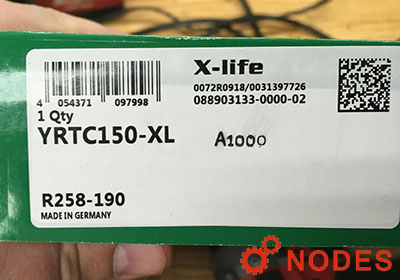 X-life
0072R0918/0031397726
088903133-0000-02
4 054371 097998
1 Qty
YRTC150-XL
A1000
R258-190
MADE IN GERMANY
NODES